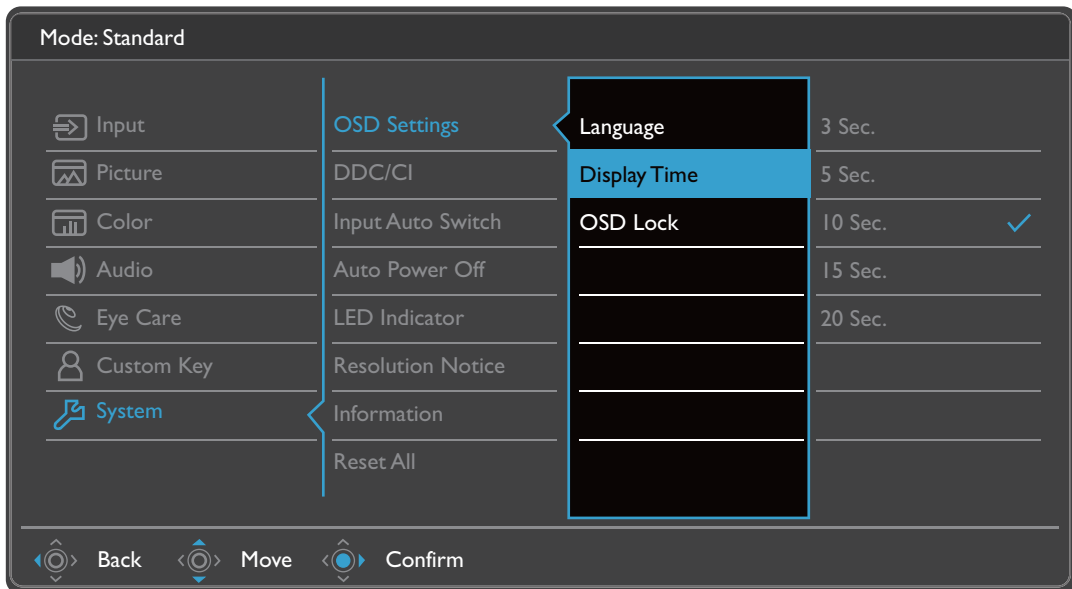 Mode: Standard
Input
Picture
Color
Audio
Eye Care
Custom Key
System
OSD Settings
DDC/CI
Input Auto Switch
Auto Power Off
LED Indicator
Resolution Notice
Information
Reset All
Language
Display Time
OSD Lock
3 Sec.
5 Sec.
10 Sec.
15 Sec.
20 Sec.
Back Move Confirm